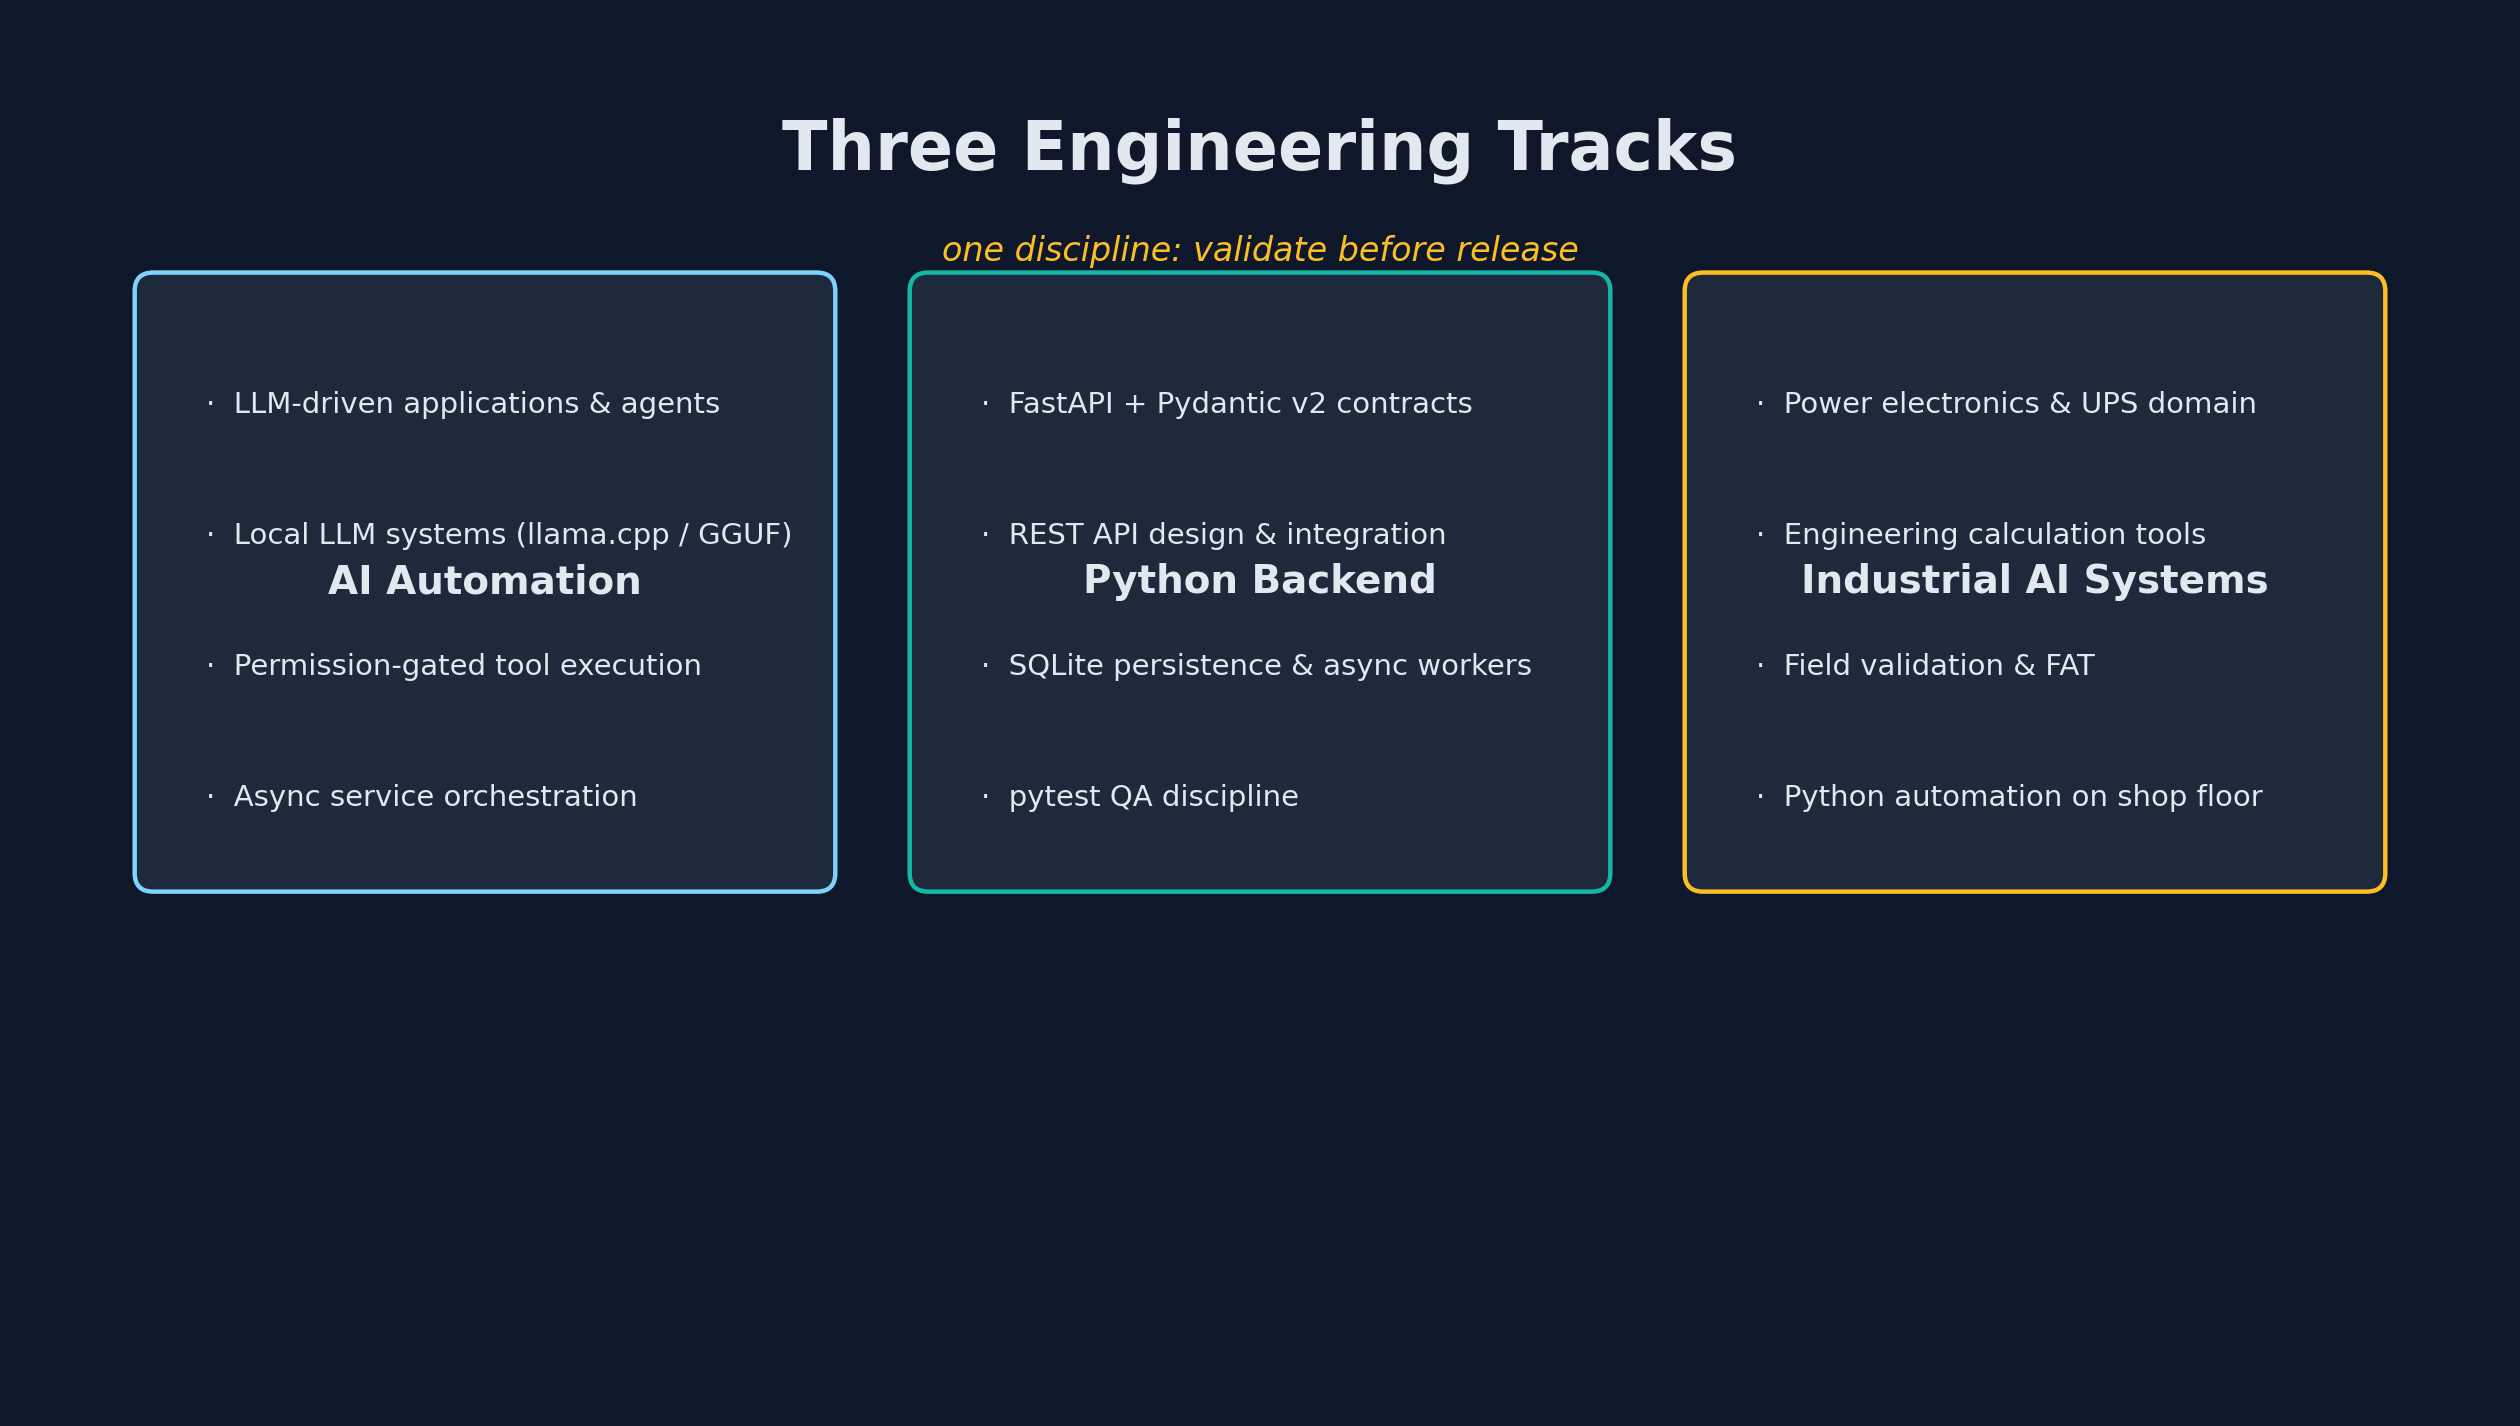 Three Engineering Tracks
one discipline: validate before release
· LLM-driven applications & agents
· Local LLM systems (llama.cpp / GGUF)
AI Automation
· Permission-gated tool execution
· Async service orchestration
· FastAPI + Pydantic v2 contracts
· REST API design & integration
Python Backend
· SQLite persistence & async workers
· pytest QA discipline
· Power electronics & UPS domain
· Engineering calculation tools
Industrial AI Systems
· Field validation & FAT
· Python automation on shop floor